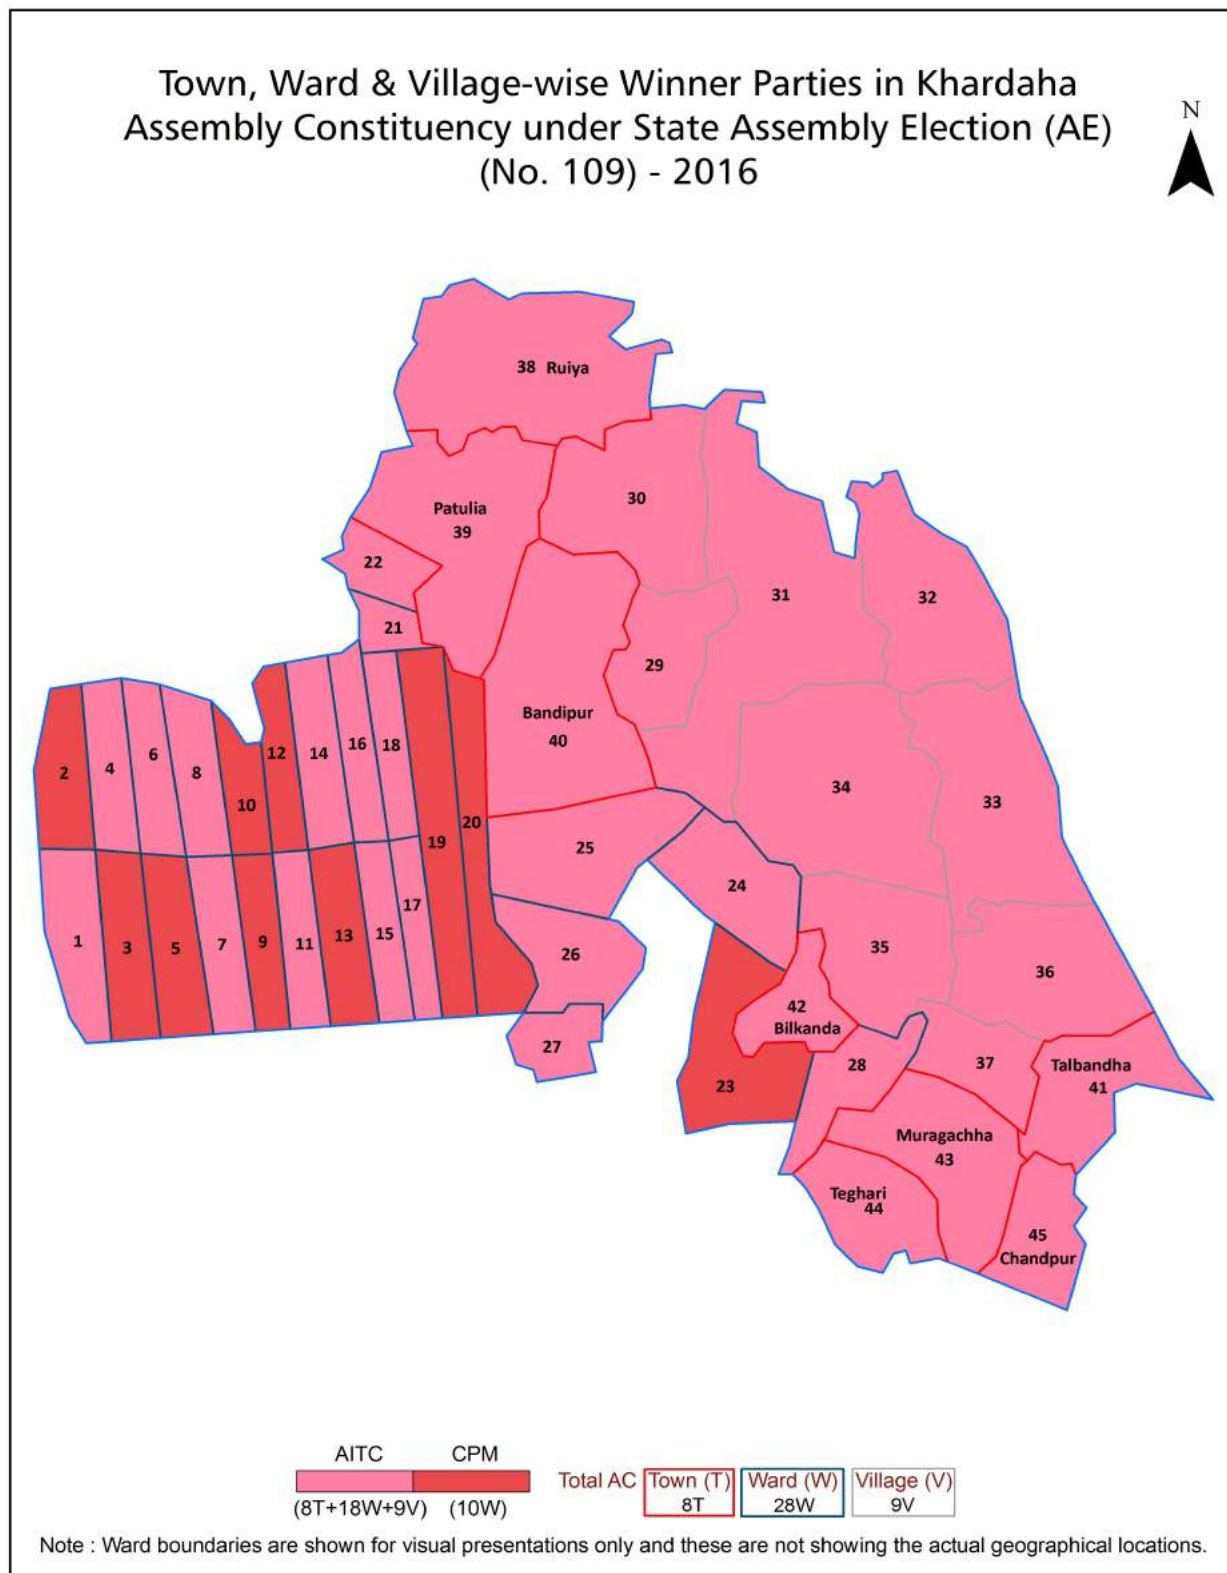 Town, Ward & Village-wise Winner Parties in Khardaha
Assembly Constituency under State Assembly Election (AE)
(No. 109) - 2016
N
38 Ruiya
30
Patulia
39
22
31
32
21
29
Bandipur
40
2
4
6
8
10
12
14
16
18
19
20
34
33
25
24
1
3
5
7
9
11
13
15
17
26
35
36
42
Bilkanda
27
23
28
37
Talbandha
41
Muragachha
43
Teghari
44
45
Chandpur
AITC CPM
(8T+18W+9V) (10W)
Total AC Town (T) Ward (W) Village (V)
8T 28W 9V
Note : Ward boundaries are shown for visual presentations only and these are not showing the actual geographical locations.